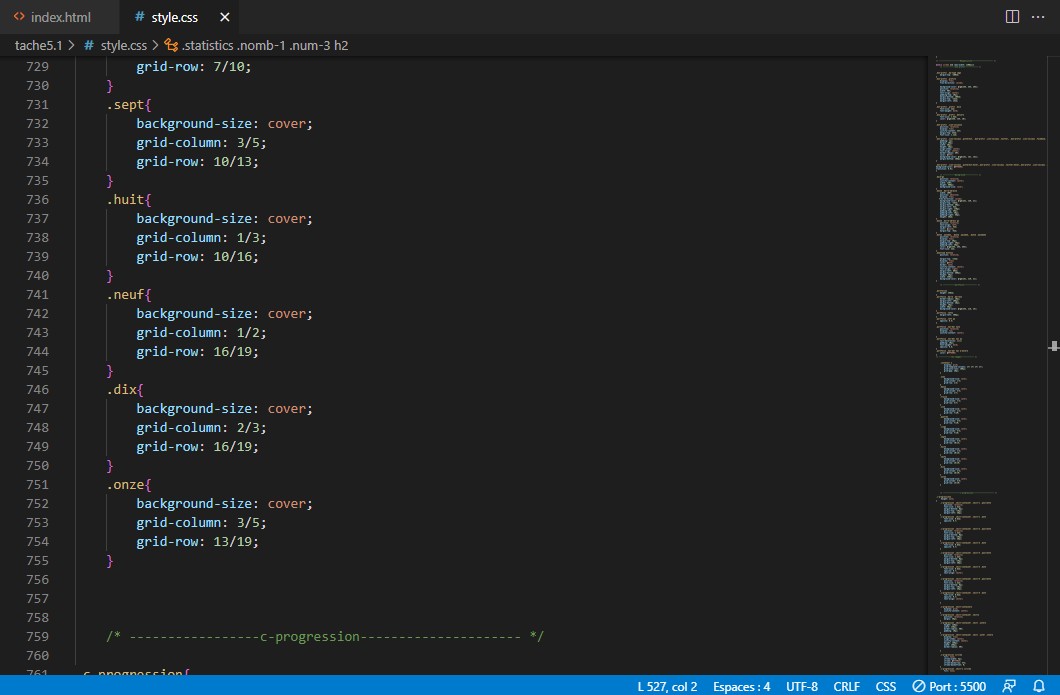 index.html
# style.css ×
tache5.1 > # style.css > .statistics .nomb-1 .num-3 h2
729 grid-row: 7/10;
730 }
731 .sept{
732 background-size: cover;
733 grid-column: 3/5;
734 grid-row: 10/13;
735 }
736 .huit{
737 background-size: cover;
738 grid-column: 1/3;
739 grid-row: 10/16;
740 }
741 .neuf{
742 background-size: cover;
743 grid-column: 1/2;
744 grid-row: 16/19;
745 }
746 .dix{
747 background-size: cover;
748 grid-column: 2/3;
749 grid-row: 16/19;
750 }
751 .onze{
752 background-size: cover;
753 grid-column: 3/5;
754 grid-row: 13/19;
755 }
756
757
758
759 /* -----------------c-progression--------------------- */
760
761 c-progression{
L 527, col 2 Espaces : 4 UTF-8 CRLF CSS Port : 5500